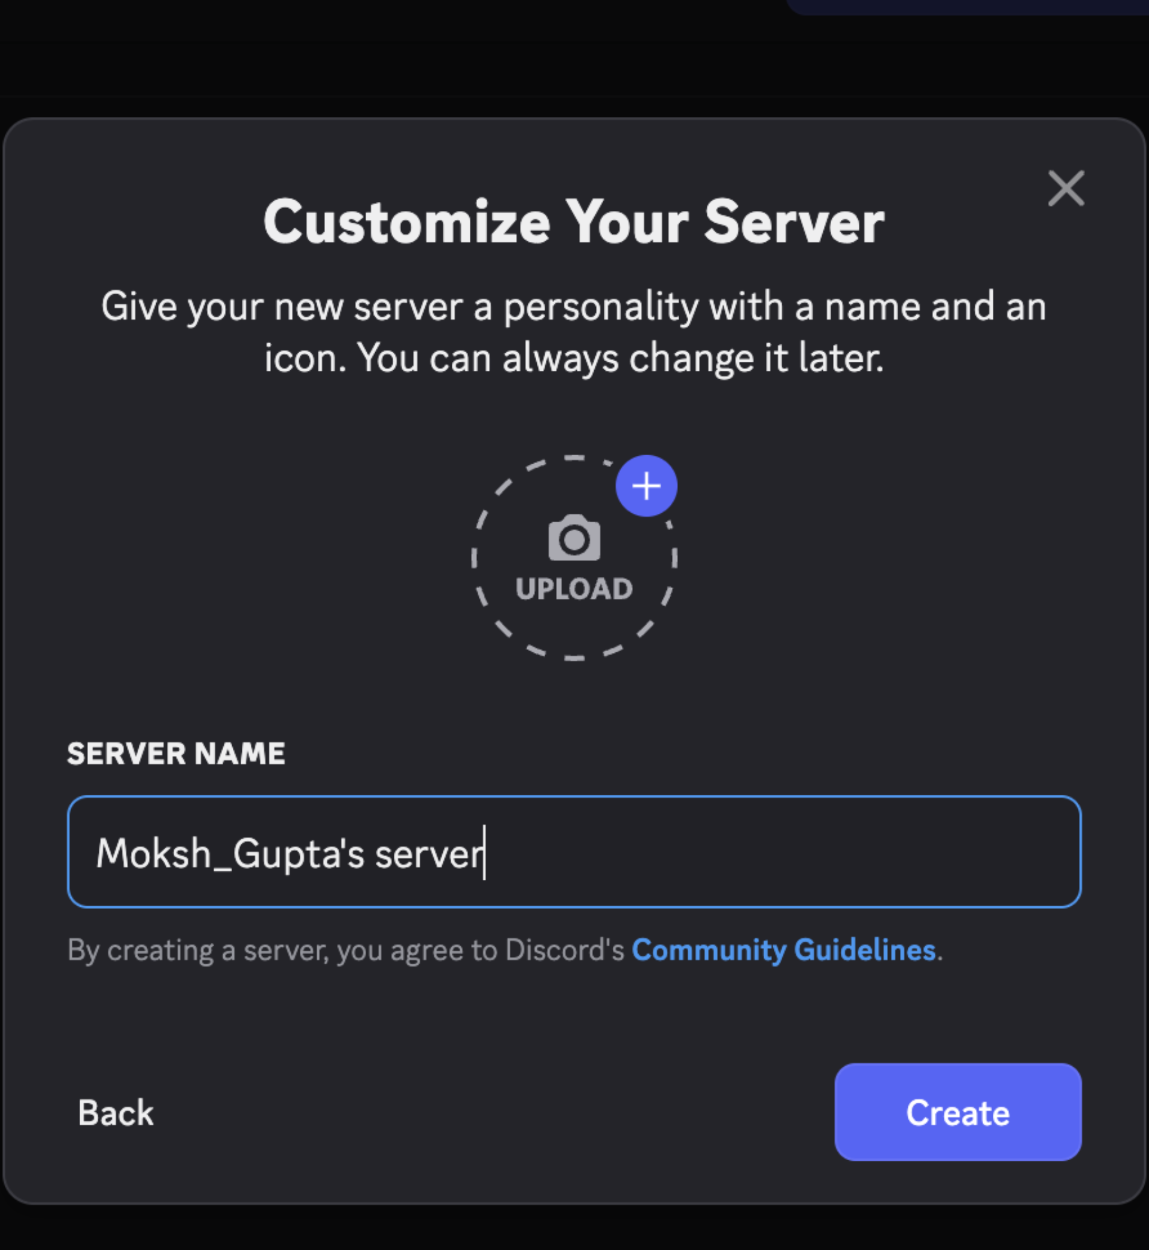 Customize Your Server
Give your new server a personality with a name and an
icon. You can always change it later.
UPLOAD
SERVER NAME
Moksh_Gupta's server
By creating a server, you agree to Discord's Community Guidelines.
Back
Create